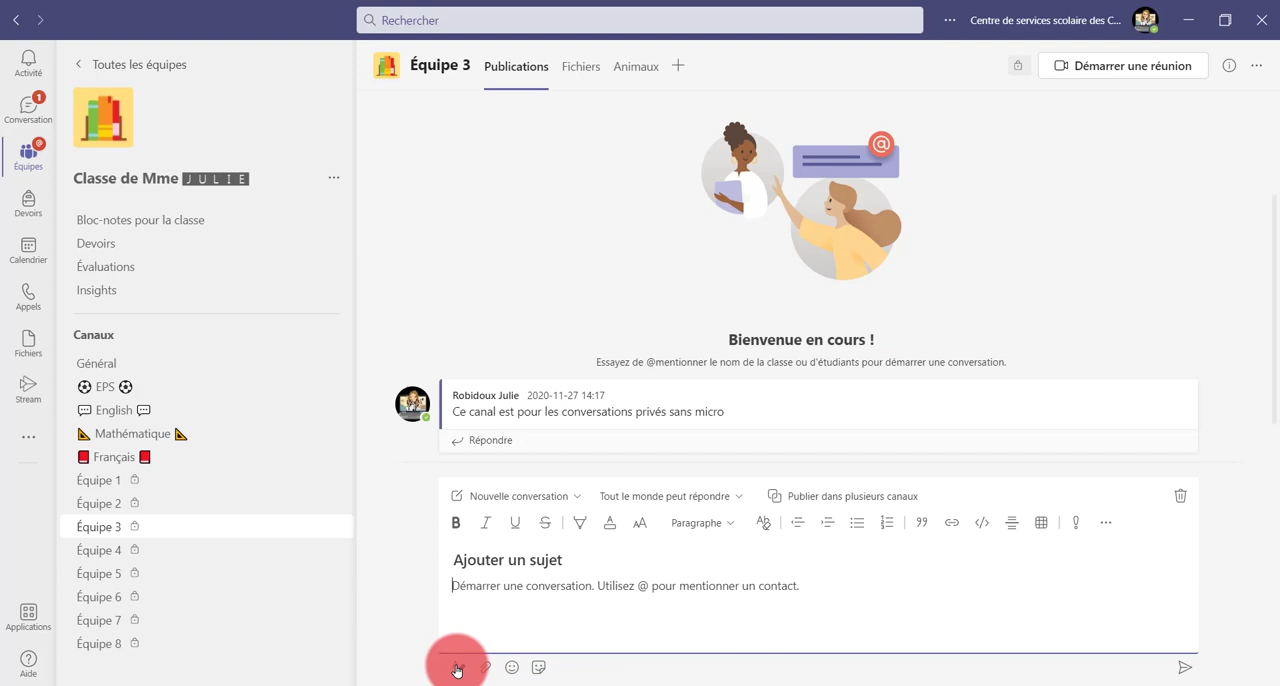 Rechercher
Centre de services scolaire des C...
Activité
Conversation
1
Équipes
@
Devoirs
Calendrier
Appels
Fichiers
Stream
Applications
Aide
Toutes les équipes
Classe de Mme JULIE
Bloc-notes pour la classe
Devoirs
Évaluations
Insights
Canaux
Général
EPS
English
Mathématique
Français
Équipe 1
Équipe 2
Équipe 3
Équipe 4
Équipe 5
Équipe 6
Équipe 7
Équipe 8
Équipe 3 Publications Fichiers Animaux
Démarrer une réunion
@
Bienvenue en cours !
Essayez de @mentionner le nom de la classe ou d'étudiants pour démarrer une conversation.
Robidoux Julie 2020-11-27 14:17
Ce canal est pour les conversations privés sans micro
Répondre
Nouvelle conversation Tout le monde peut répondre Publier dans plusieurs canaux
Paragraphe
Ajouter un sujet
Démarrer une conversation. Utilisez @ pour mentionner un contact.